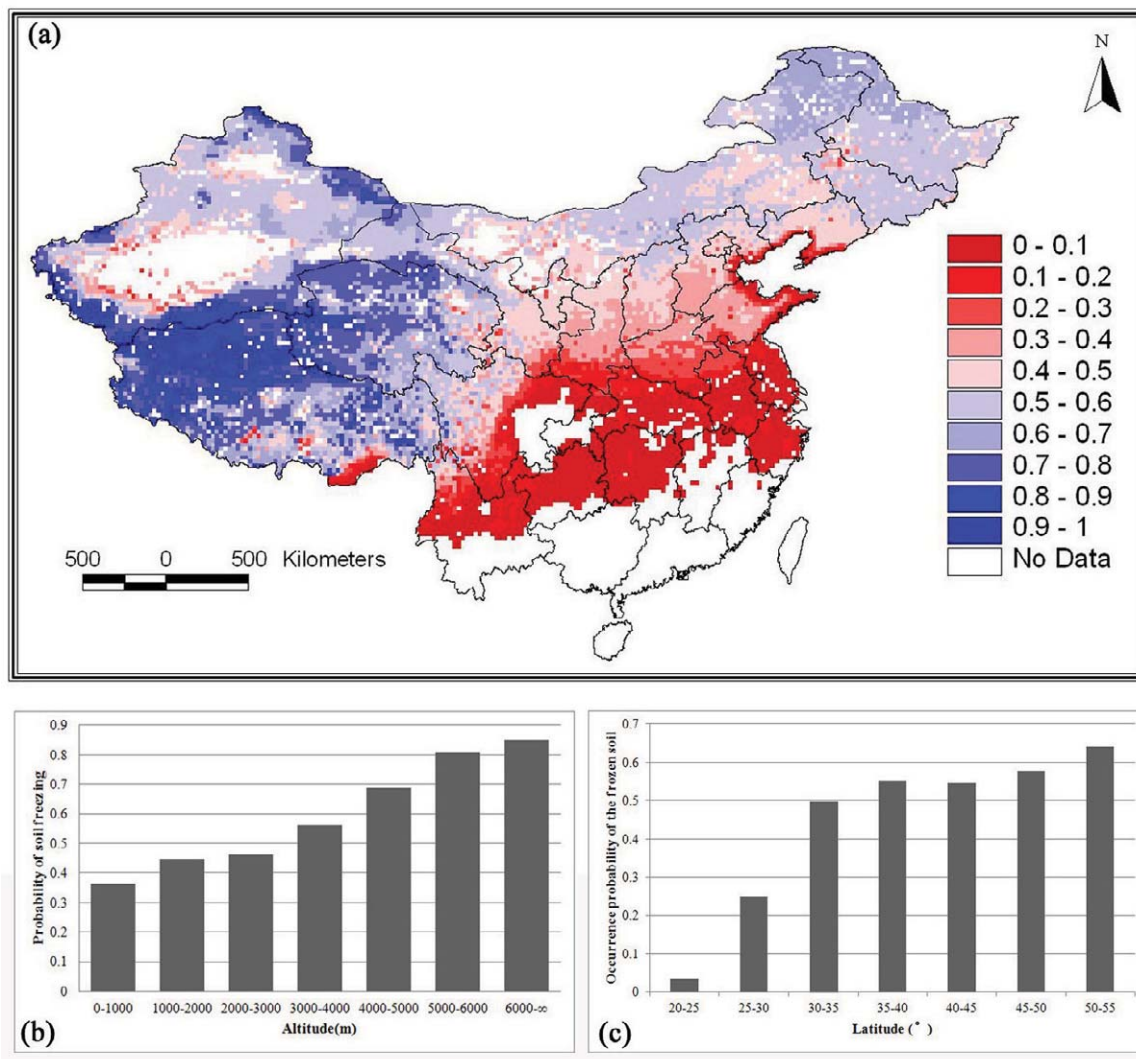 (a)
N
0 - 0.1
0.1 - 0.2
0.2 - 0.3
0.3 - 0.4
0.4 - 0.5
0.5 - 0.6
0.6 - 0.7
0.7 - 0.8
0.8 - 0.9
0.9 - 1
No Data
500 0 500 Kilometers
Probability of soil freezing
0.9
0.8
0.7
0.6
0.5
0.4
0.3
0.2
0.1
0
0-1000 1000-2000 2000-3000 3000-4000 4000-5000 5000-6000 6000-∞
Altitude(m)
(b)
Occurrence probability of the frozen soil
0.7
0.6
0.5
0.4
0.3
0.2
0.1
0
20-25 25-30 30-35 35-40 40-45 45-50 50-55
Latitude (°)
(c)